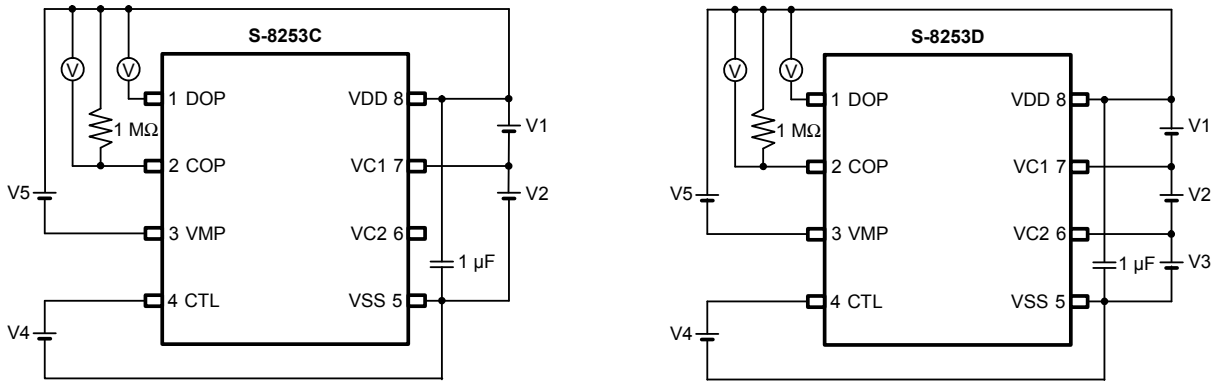 S-8253C
V
V
1 DOP
VDD 8
V1
1 MΩ
2 COP
VC1 7
V5
V2
3 VMP
VC2 6
1 µF
4 CTL
VSS 5
V4
S-8253D
V
V
1 DOP
VDD 8
V1
1 MΩ
2 COP
VC1 7
V5
V2
3 VMP
VC2 6
1 µF
V3
4 CTL
VSS 5
V4